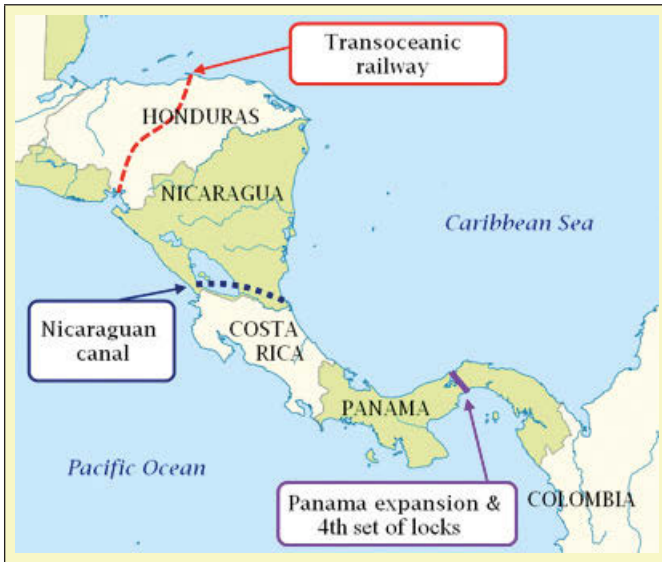 Transoceanic
railway
HONDURAS
NICARAGUA
Caribbean Sea
Nicaraguan
canal
COSTA
RICA
PANAMA
Pacific Ocean
Panama expansion &
4th set of locks
COLOMBIA